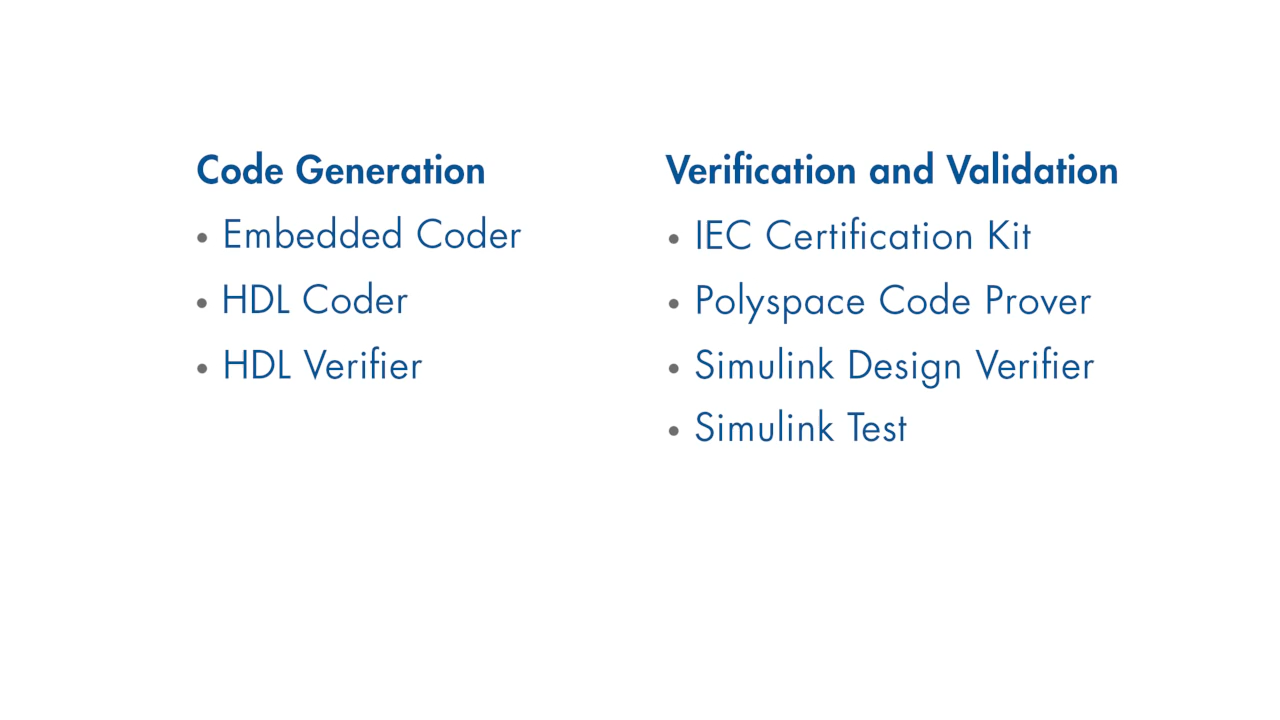 Code Generation
• Embedded Coder
• HDL Coder
• HDL Verifier
Verification and Validation
• IEC Certification Kit
• Polyspace Code Prover
• Simulink Design Verifier
• Simulink Test